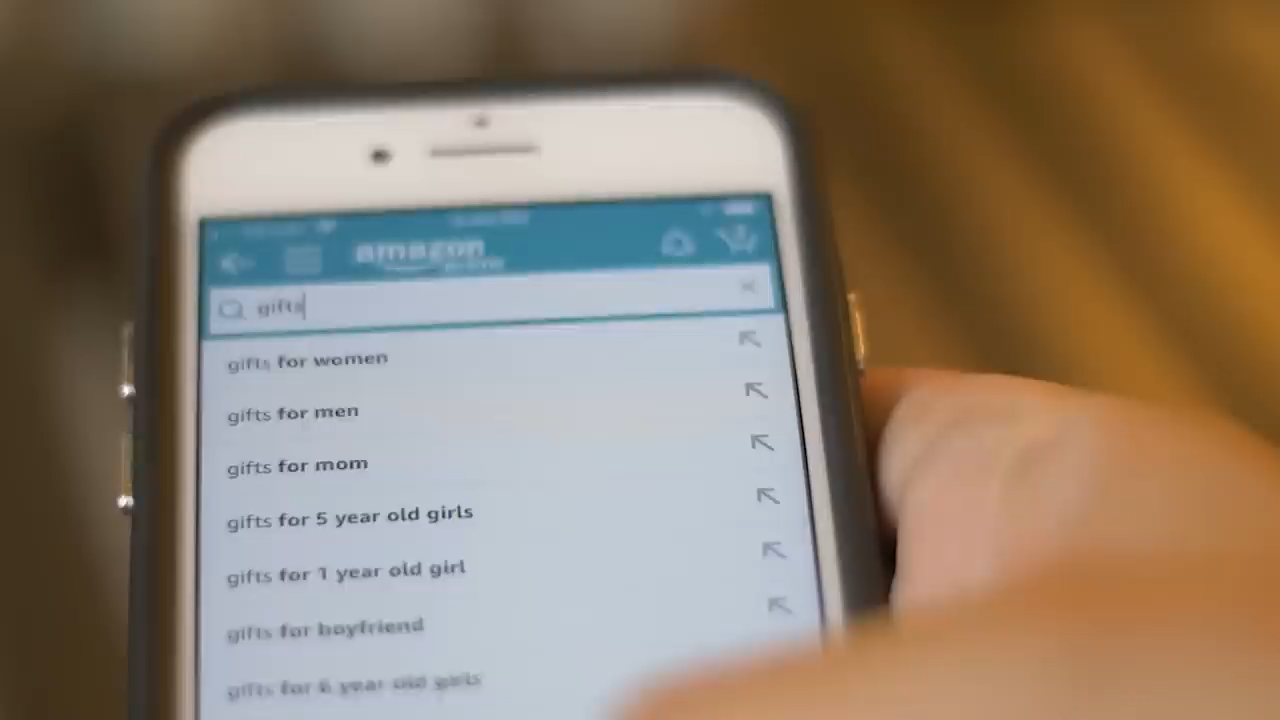 amazon
gifts
gifts for women
gifts for men
gifts for mom
gifts for 5 year old girls
gifts for 1 year old girl
gifts for boyfriend
gifts for 6 year old girls